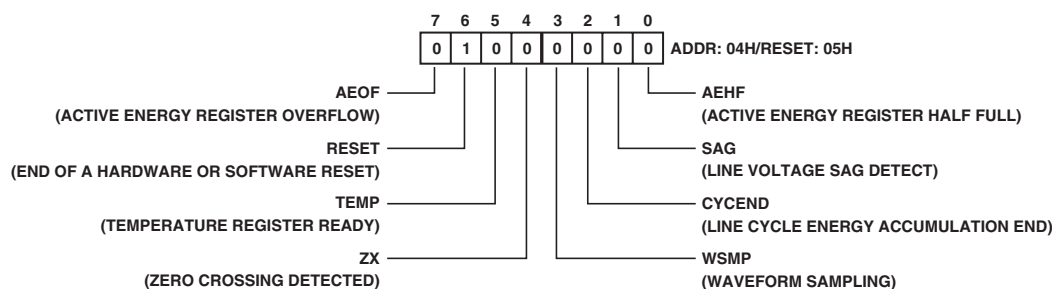 7 6 5 4 3 2 1 0
0 1 0 0 0 0 0 0 ADDR: 04H/RESET: 05H
AEOF
(ACTIVE ENERGY REGISTER OVERFLOW)
RESET
(END OF A HARDWARE OR SOFTWARE RESET)
TEMP
(TEMPERATURE REGISTER READY)
ZX
(ZERO CROSSING DETECTED)
AEHF
(ACTIVE ENERGY REGISTER HALF FULL)
SAG
(LINE VOLTAGE SAG DETECT)
CYCEND
(LINE CYCLE ENERGY ACCUMULATION END)
WSMP
(WAVEFORM SAMPLING)